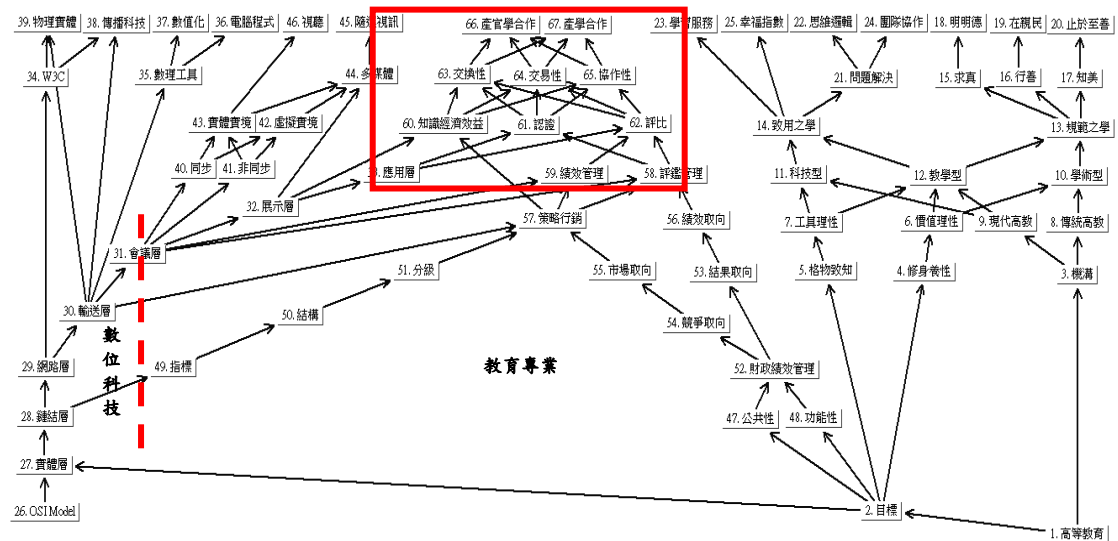 39.物理實體
38.傳播科技
37.數值化
36.電腦程式
46.視聽
45.隨選視訊
66.產官學合作
67.產學合作
23.學習服務
25.幸福指數
22.思維邏輯
24.團隊協作
18.明明德
19.在親民
20.止於至善
34.W3C
35.數理工具
44.多媒體
63.交換性
64.交易性
65.協作性
21.問題解決
15.求真
16.行善
17.知美
43.實體實境
42.虛擬實境
60.知識經濟效益
61.認證
62.評比
14.致用之學
13.規範之學
40.同步
41.非同步
33.應用層
59.績效管理
58.評鑑管理
11.科技型
12.教學型
10.學術型
32.展示層
57.策略行銷
56.績效取向
7.工具理性
6.價值理性
9.現代高教
8.傳統高教
31.會議層
51.分級
55.市場取向
53.結果取向
5.格物致知
4.修身養性
3.機溝
30.輸送層
50.結構
54.競爭取向
數位科技
教育專業
29.網路層
49.指標
52.財政績效管理
28.鏈結層
47.公共性
48.功能性
27.實體層
26.OSI Model
2.目標
1.高等教育